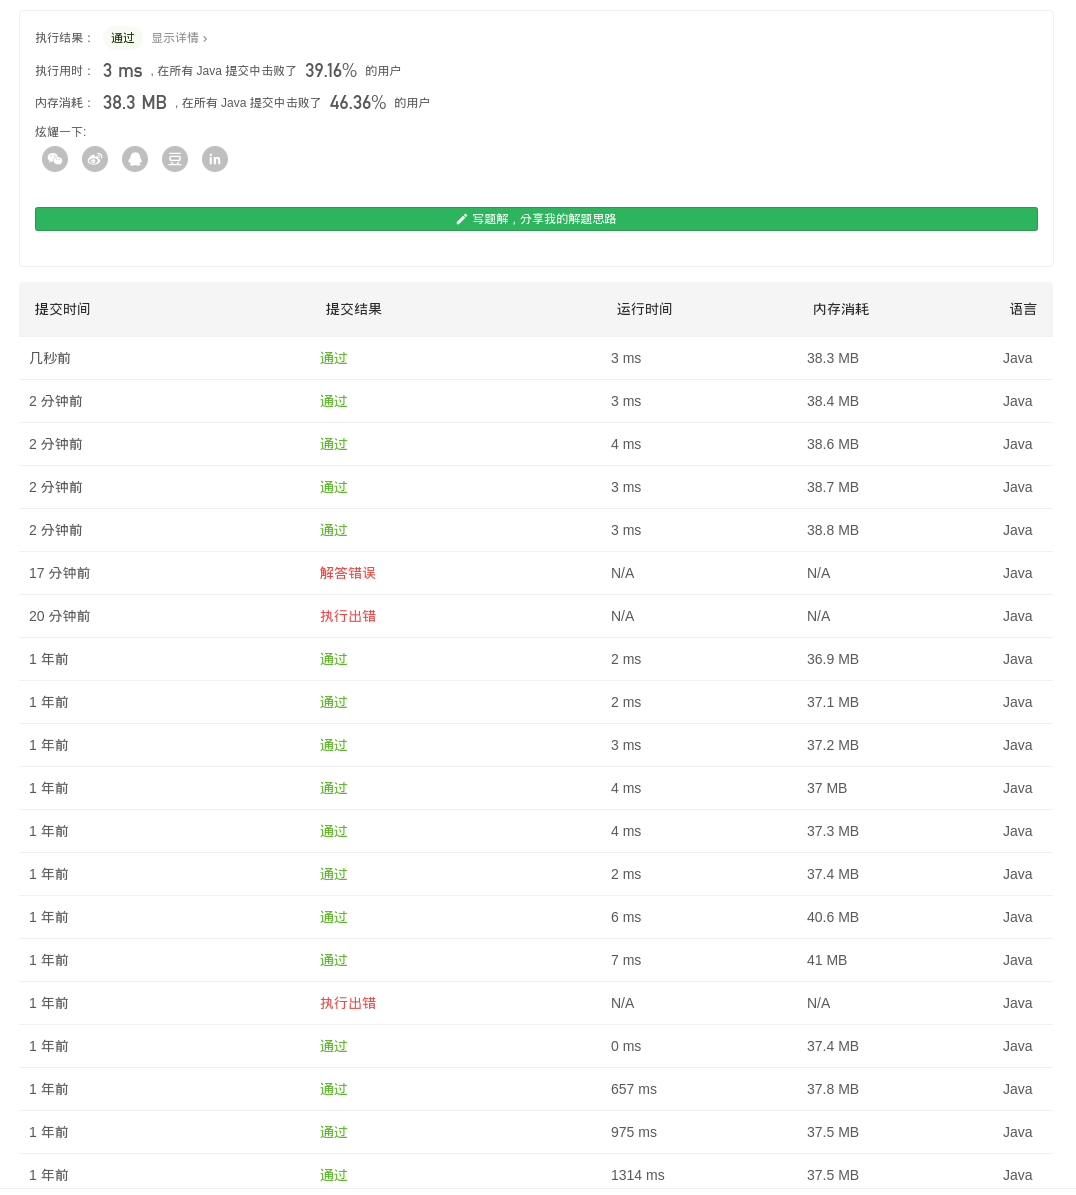 执行结果： 通过 显示详情 ›
执行用时： 3 ms , 在所有 Java 提交中击败了 39.16% 的用户
内存消耗： 38.3 MB , 在所有 Java 提交中击败了 46.36% 的用户
炫耀一下:
写题解，分享我的解题思路
提交时间 提交结果 运行时间 内存消耗 语言
几秒前 通过 3 ms 38.3 MB Java
2 分钟前 通过 3 ms 38.4 MB Java
2 分钟前 通过 4 ms 38.6 MB Java
2 分钟前 通过 3 ms 38.7 MB Java
2 分钟前 通过 3 ms 38.8 MB Java
17 分钟前 解答错误 N/A N/A Java
20 分钟前 执行出错 N/A N/A Java
1 年前 通过 2 ms 36.9 MB Java
1 年前 通过 2 ms 37.1 MB Java
1 年前 通过 3 ms 37.2 MB Java
1 年前 通过 4 ms 37 MB Java
1 年前 通过 4 ms 37.3 MB Java
1 年前 通过 2 ms 37.4 MB Java
1 年前 通过 6 ms 40.6 MB Java
1 年前 通过 7 ms 41 MB Java
1 年前 执行出错 N/A N/A Java
1 年前 通过 0 ms 37.4 MB Java
1 年前 通过 657 ms 37.8 MB Java
1 年前 通过 975 ms 37.5 MB Java
1 年前 通过 1314 ms 37.5 MB Java